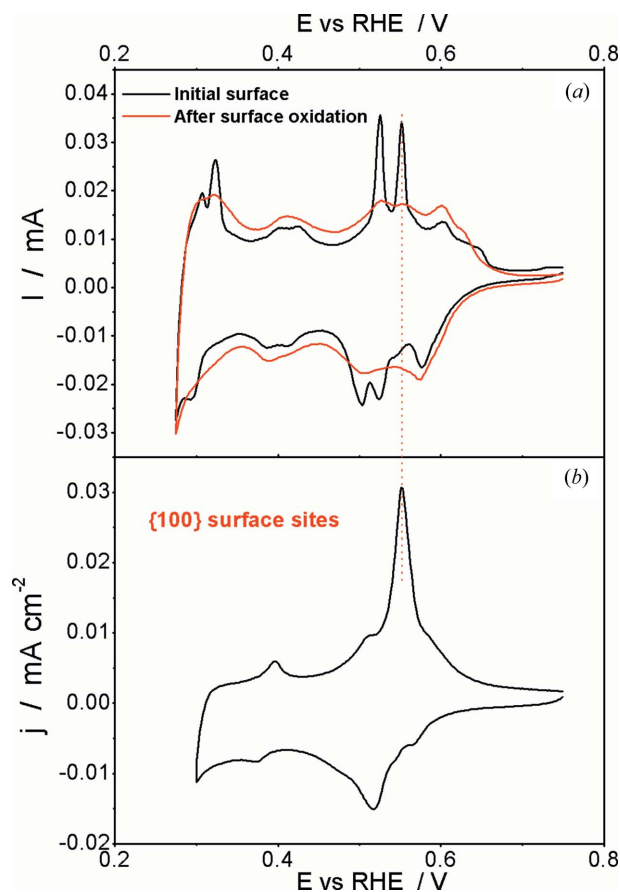 E vs RHE / V
0.2 0.4 0.6 0.8
(a)
Initial surface
After surface oxidation
0.04
0.03
0.02
0.01
0.00
-0.01
-0.02
-0.03
I / mA
(b)
{100} surface sites
0.03
0.02
0.01
0.00
-0.01
-0.02
j / mA cm-2
0.2 0.4 0.6 0.8
E vs RHE / V